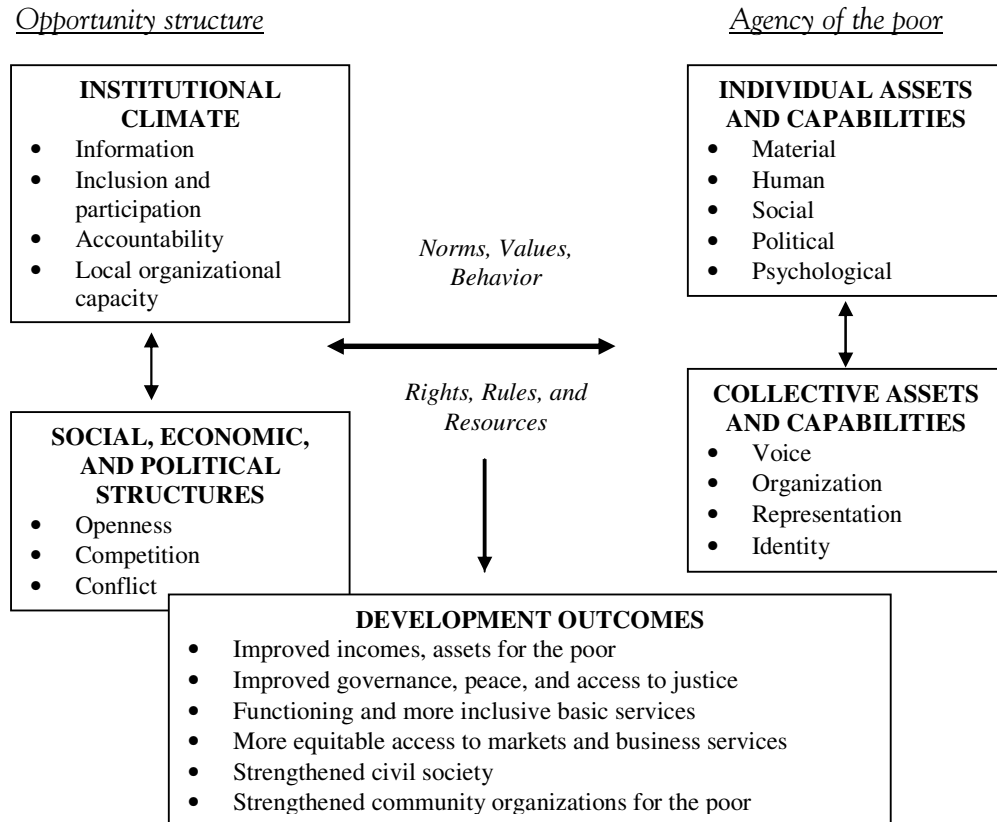 Opportunity structure
Agency of the poor
INSTITUTIONAL
CLIMATE
• Information
• Inclusion and
participation
• Accountability
• Local organizational
capacity
INDIVIDUAL ASSETS
AND CAPABILITIES
• Material
• Human
• Social
• Political
• Psychological
Norms, Values,
Behavior
Rights, Rules, and
Resources
SOCIAL, ECONOMIC,
AND POLITICAL
STRUCTURES
• Openness
• Competition
• Conflict
COLLECTIVE ASSETS
AND CAPABILITIES
• Voice
• Organization
• Representation
• Identity
DEVELOPMENT OUTCOMES
• Improved incomes, assets for the poor
• Improved governance, peace, and access to justice
• Functioning and more inclusive basic services
• More equitable access to markets and business services
• Strengthened civil society
• Strengthened community organizations for the poor